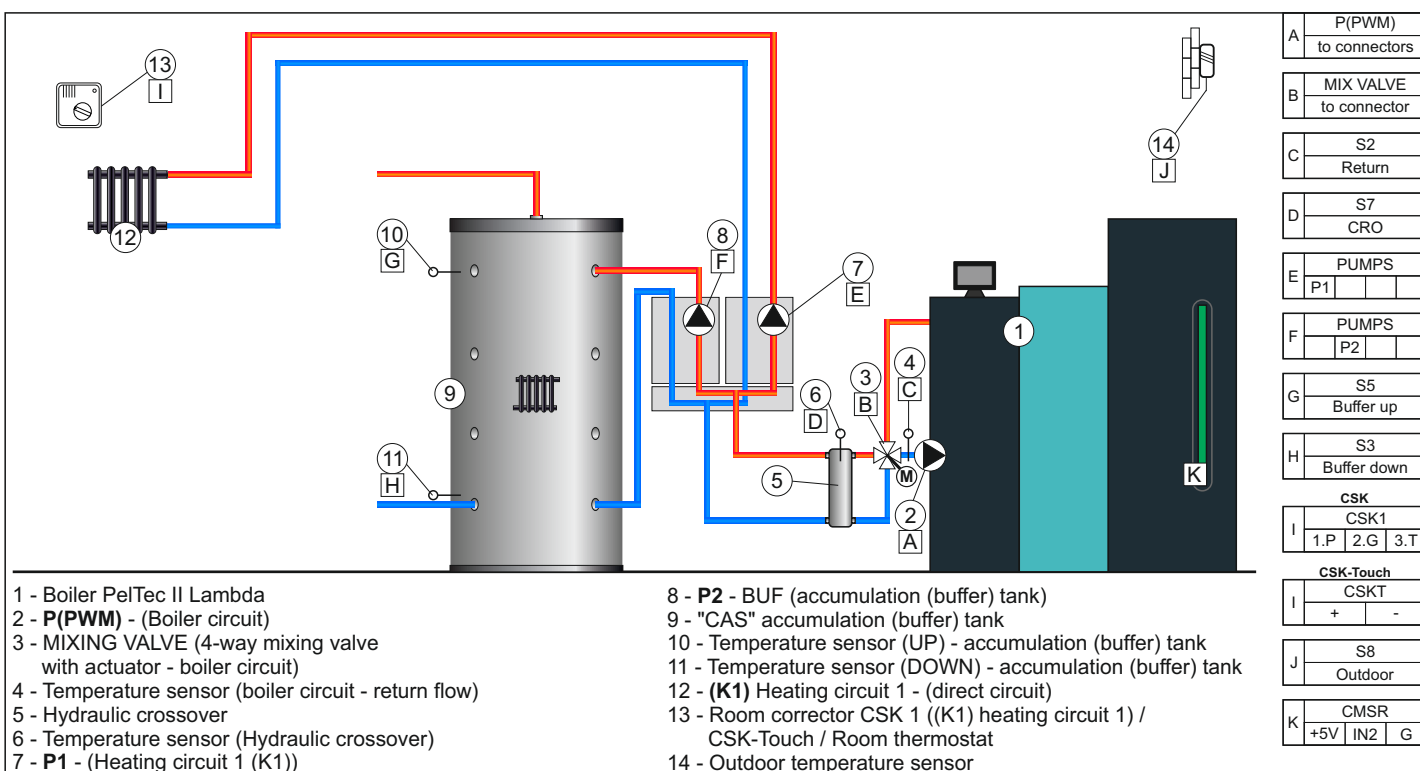 13
I
12
10
G
11
H
9
8
F
7
E
6
D
5
3
B
4
C
M
2
A
1
14
J
K
A P(PWM)
to connectors
B MIX VALVE
to connector
C S2
Return
D S7
CRO
E PUMPS
P1
F PUMPS
P2
G S5
Buffer up
H S3
Buffer down
CSK
I CSK1
1.P 2.G 3.T
CSK-Touch
I CSKT
+ -
J S8
Outdoor
K CMSR
+5V IN2 G
1 - Boiler PelTec II Lambda
2 - P(PWM) - (Boiler circuit)
3 - MIXING VALVE (4-way mixing valve
with actuator - boiler circuit)
4 - Temperature sensor (boiler circuit - return flow)
5 - Hydraulic crossover
6 - Temperature sensor (Hydraulic crossover)
7 - P1 - (Heating circuit 1 (K1))
8 - P2 - BUF (accumulation (buffer) tank)
9 - "CAS" accumulation (buffer) tank
10 - Temperature sensor (UP) - accumulation (buffer) tank
11 - Temperature sensor (DOWN) - accumulation (buffer) tank
12 - (K1) Heating circuit 1 - (direct circuit)
13 - Room corrector CSK 1 ((K1) heating circuit 1) /
CSK-Touch / Room thermostat
14 - Outdoor temperature sensor